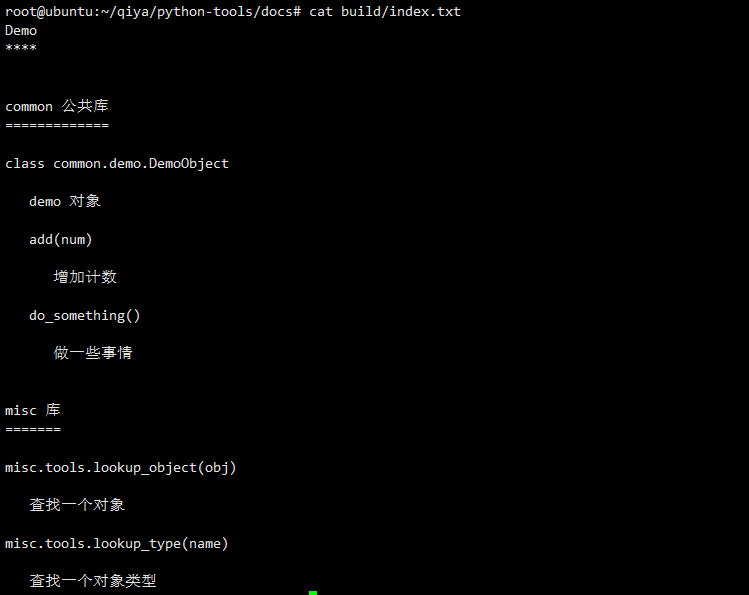 root@ubuntu:~/qiya/python-tools/docs# cat build/index.txt
Demo
****
common 公共库
=============
class common.demo.DemoObject
demo 对象
add(num)
增加计数
do_something()
做一些事情
misc 库
=======
misc.tools.lookup_object(obj)
查找一个对象
misc.tools.lookup_type(name)
查找一个对象类型